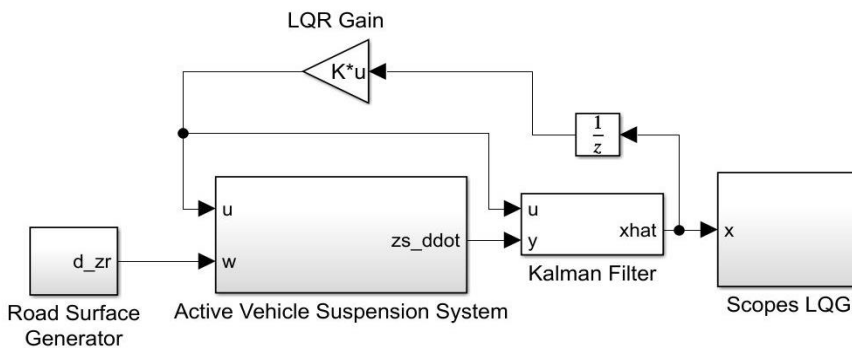 LQR Gain
K*u
1
z
u
w
zs_ddot
d_zr
u
y
xhat
x
Kalman Filter
Road Surface
Generator
Active Vehicle Suspension System
Scopes LQG